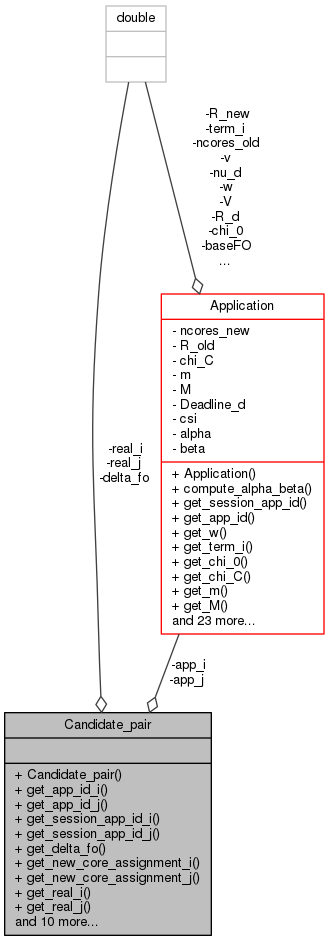 double
-R_new
-term_i
-ncores_old
-v
-nu_d
-w
-V
-R_d
-chi_0
-baseFO
...
Application
- ncores_new
- R_old
- chi_C
- m
- M
- Deadline_d
- csi
- alpha
- beta
+ Application()
+ compute_alpha_beta()
+ get_session_app_id()
+ get_app_id()
+ get_w()
+ get_term_i()
+ get_chi_0()
+ get_chi_C()
+ get_m()
+ get_M()
and 23 more...
-real_i
-real_j
-delta_fo
-app_i
-app_j
Candidate_pair
+ Candidate_pair()
+ get_app_id_i()
+ get_app_id_j()
+ get_session_app_id_i()
+ get_session_app_id_j()
+ get_delta_fo()
+ get_new_core_assignment_i()
+ get_new_core_assignment_j()
+ get_real_i()
+ get_real_j()
and 10 more...